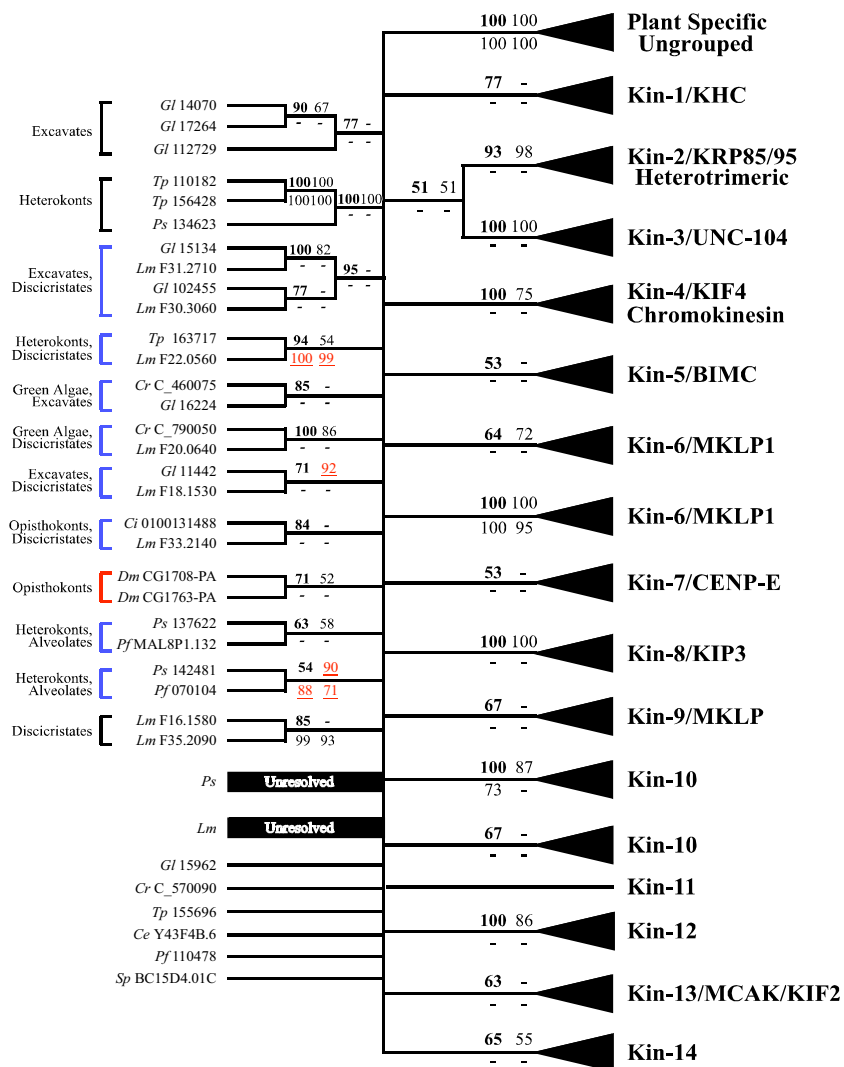 Excavates
Gl 14070
Gl 17264
Gl 112729
90 67
- -
77 -
- -
Heterokonts
Tp 110182
Tp 156428
Ps 134623
100 100
100 100
100 100
- -
Excavates,
Discicristates
Gl 15134
Lm F31.2710
Gl 102455
Lm F30.3060
100 82
- -
77 -
- -
95 -
- -
Heterokonts,
Discicristates
Tp 163717
Lm F22.0560
94 54
100 99
Green Algae,
Excavates
Cr C_460075
Gl 16224
85 -
- -
Green Algae,
Discicristates
Cr C_790050
Lm F20.0640
100 86
- -
Excavates,
Discicristates
Gl 11442
Lm F18.1530
71 92
- -
Opisthokonts,
Discicristates
Ci 0100131488
Lm F33.2140
84 -
- -
Opisthokonts
Dm CG1708-PA
Dm CG1763-PA
71 52
- -
Heterokonts,
Alveolates
Ps 137622
Pf MAL8P1.132
63 58
- -
Heterokonts,
Alveolates
Ps 142481
Pf 070104
54 90
88 71
Discicristates
Lm F16.1580
Lm F35.2090
85 -
99 93
Ps Unresolved
Lm Unresolved
Gl 15962
Cr C_570090
Tp 155696
Ce Y43F4B.6
Pf 110478
Sp BC15D4.01C
100 100
100 100
Plant Specific
Ungrouped
77 -
- -
Kin-1/KHC
51 51
- -
93 98
- -
Kin-2/KRP85/95
Heterotrimeric
100 100
- -
Kin-3/UNC-104
100 75
- -
Kin-4/KIF4
Chromokinesin
53 -
- -
Kin-5/BIMC
64 72
- -
Kin-6/MKLP1
100 100
100 95
Kin-6/MKLP1
53 -
- -
Kin-7/CENP-E
100 100
- -
Kin-8/KIP3
67 -
- -
Kin-9/MKLP
100 87
73 -
Kin-10
67 -
- -
Kin-10
Kin-11
100 86
- -
Kin-12
63 -
- -
Kin-13/MCAK/KIF2
65 55
- -
Kin-14